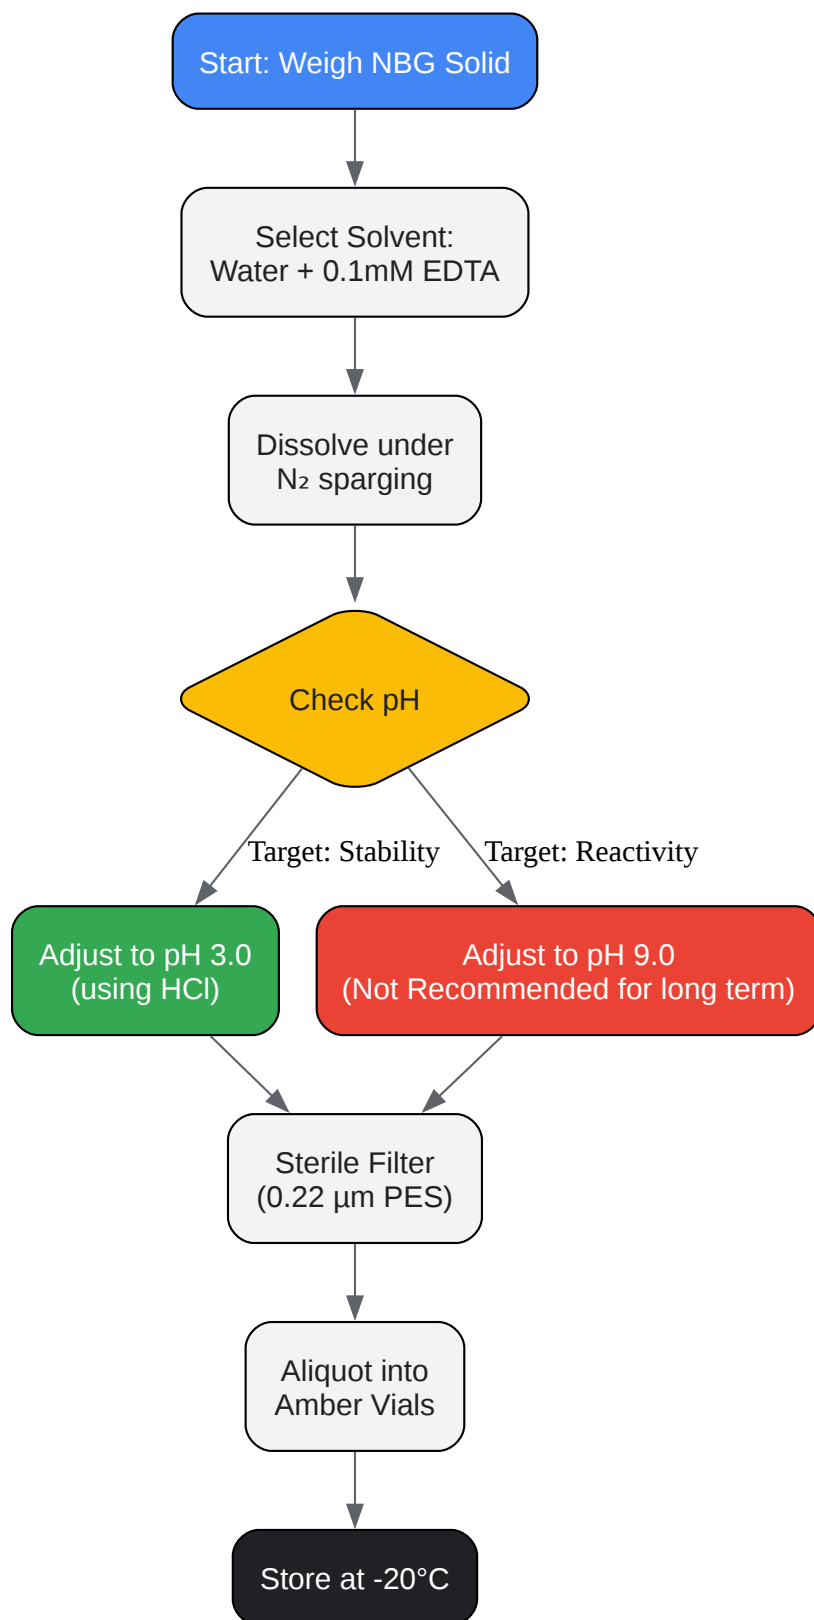 Start: Weigh NBG Solid
Select Solvent:
Water + 0.1mM EDTA
Dissolve under
N₂ sparging
Check pH
Target: Stability
Target: Reactivity
Adjust to pH 3.0
(using HCl)
Adjust to pH 9.0
(Not Recommended for long term)
Sterile Filter
(0.22 µm PES)
Aliquot into
Amber Vials
Store at -20°C